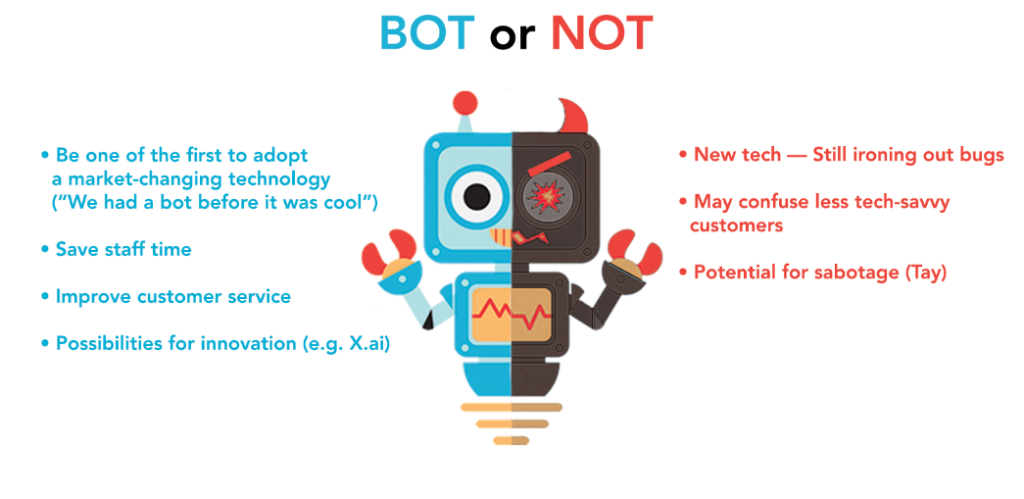 BOT or NOT
• Be one of the first to adopt
a market-changing technology
(“We had a bot before it was cool”)
• Save staff time
• Improve customer service
• Possibilities for innovation (e.g. X.ai)
• New tech — Still ironing out bugs
• May confuse less tech-savvy
customers
• Potential for sabotage (Tay)